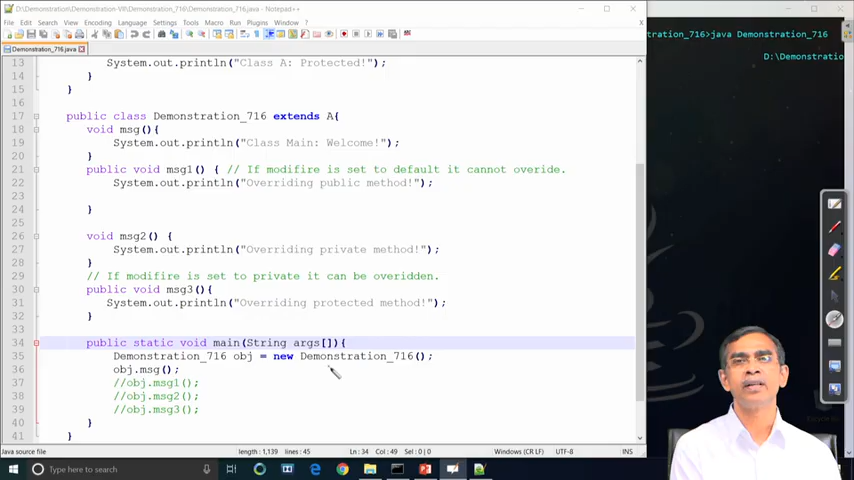 D:\Demonstration\Demonstration-VII\Demonstration_716.java - Notepad++
File Edit Search View Encoding Language Settings Tools Macro Run Plugins Window ?
Demonstration_716.java
13 System.out.println("Class A: Protected!");
14 }
15 }
16
17 public class Demonstration_716 extends A{
18 void msg(){
19 System.out.println("Class Main: Welcome!");
20 }
21 public void msg1() { // If modifire is set to default it cannot overide.
22 System.out.println("Overriding public method!");
23
24 }
25
26 void msg2() {
27 System.out.println("Overriding private method!");
28 }
29 // If modifire is set to private it can be overidden.
30 public void msg3(){
31 System.out.println("Overriding protected method!");
32 }
33
34 public static void main(String args[]){
35 Demonstration_716 obj = new Demonstration_716();
36 obj.msg();
37 //obj.msg1();
38 //obj.msg2();
39 //obj.msg3();
40 }
41 }
tration_716>java Demonstration_716
D:\Demonstratio
Java source file length : 1,139 lines : 45 Ln : 34 Col : 49 Sel : 0 | 0 Windows (CR LF) UTF-8 INS
Type here to search